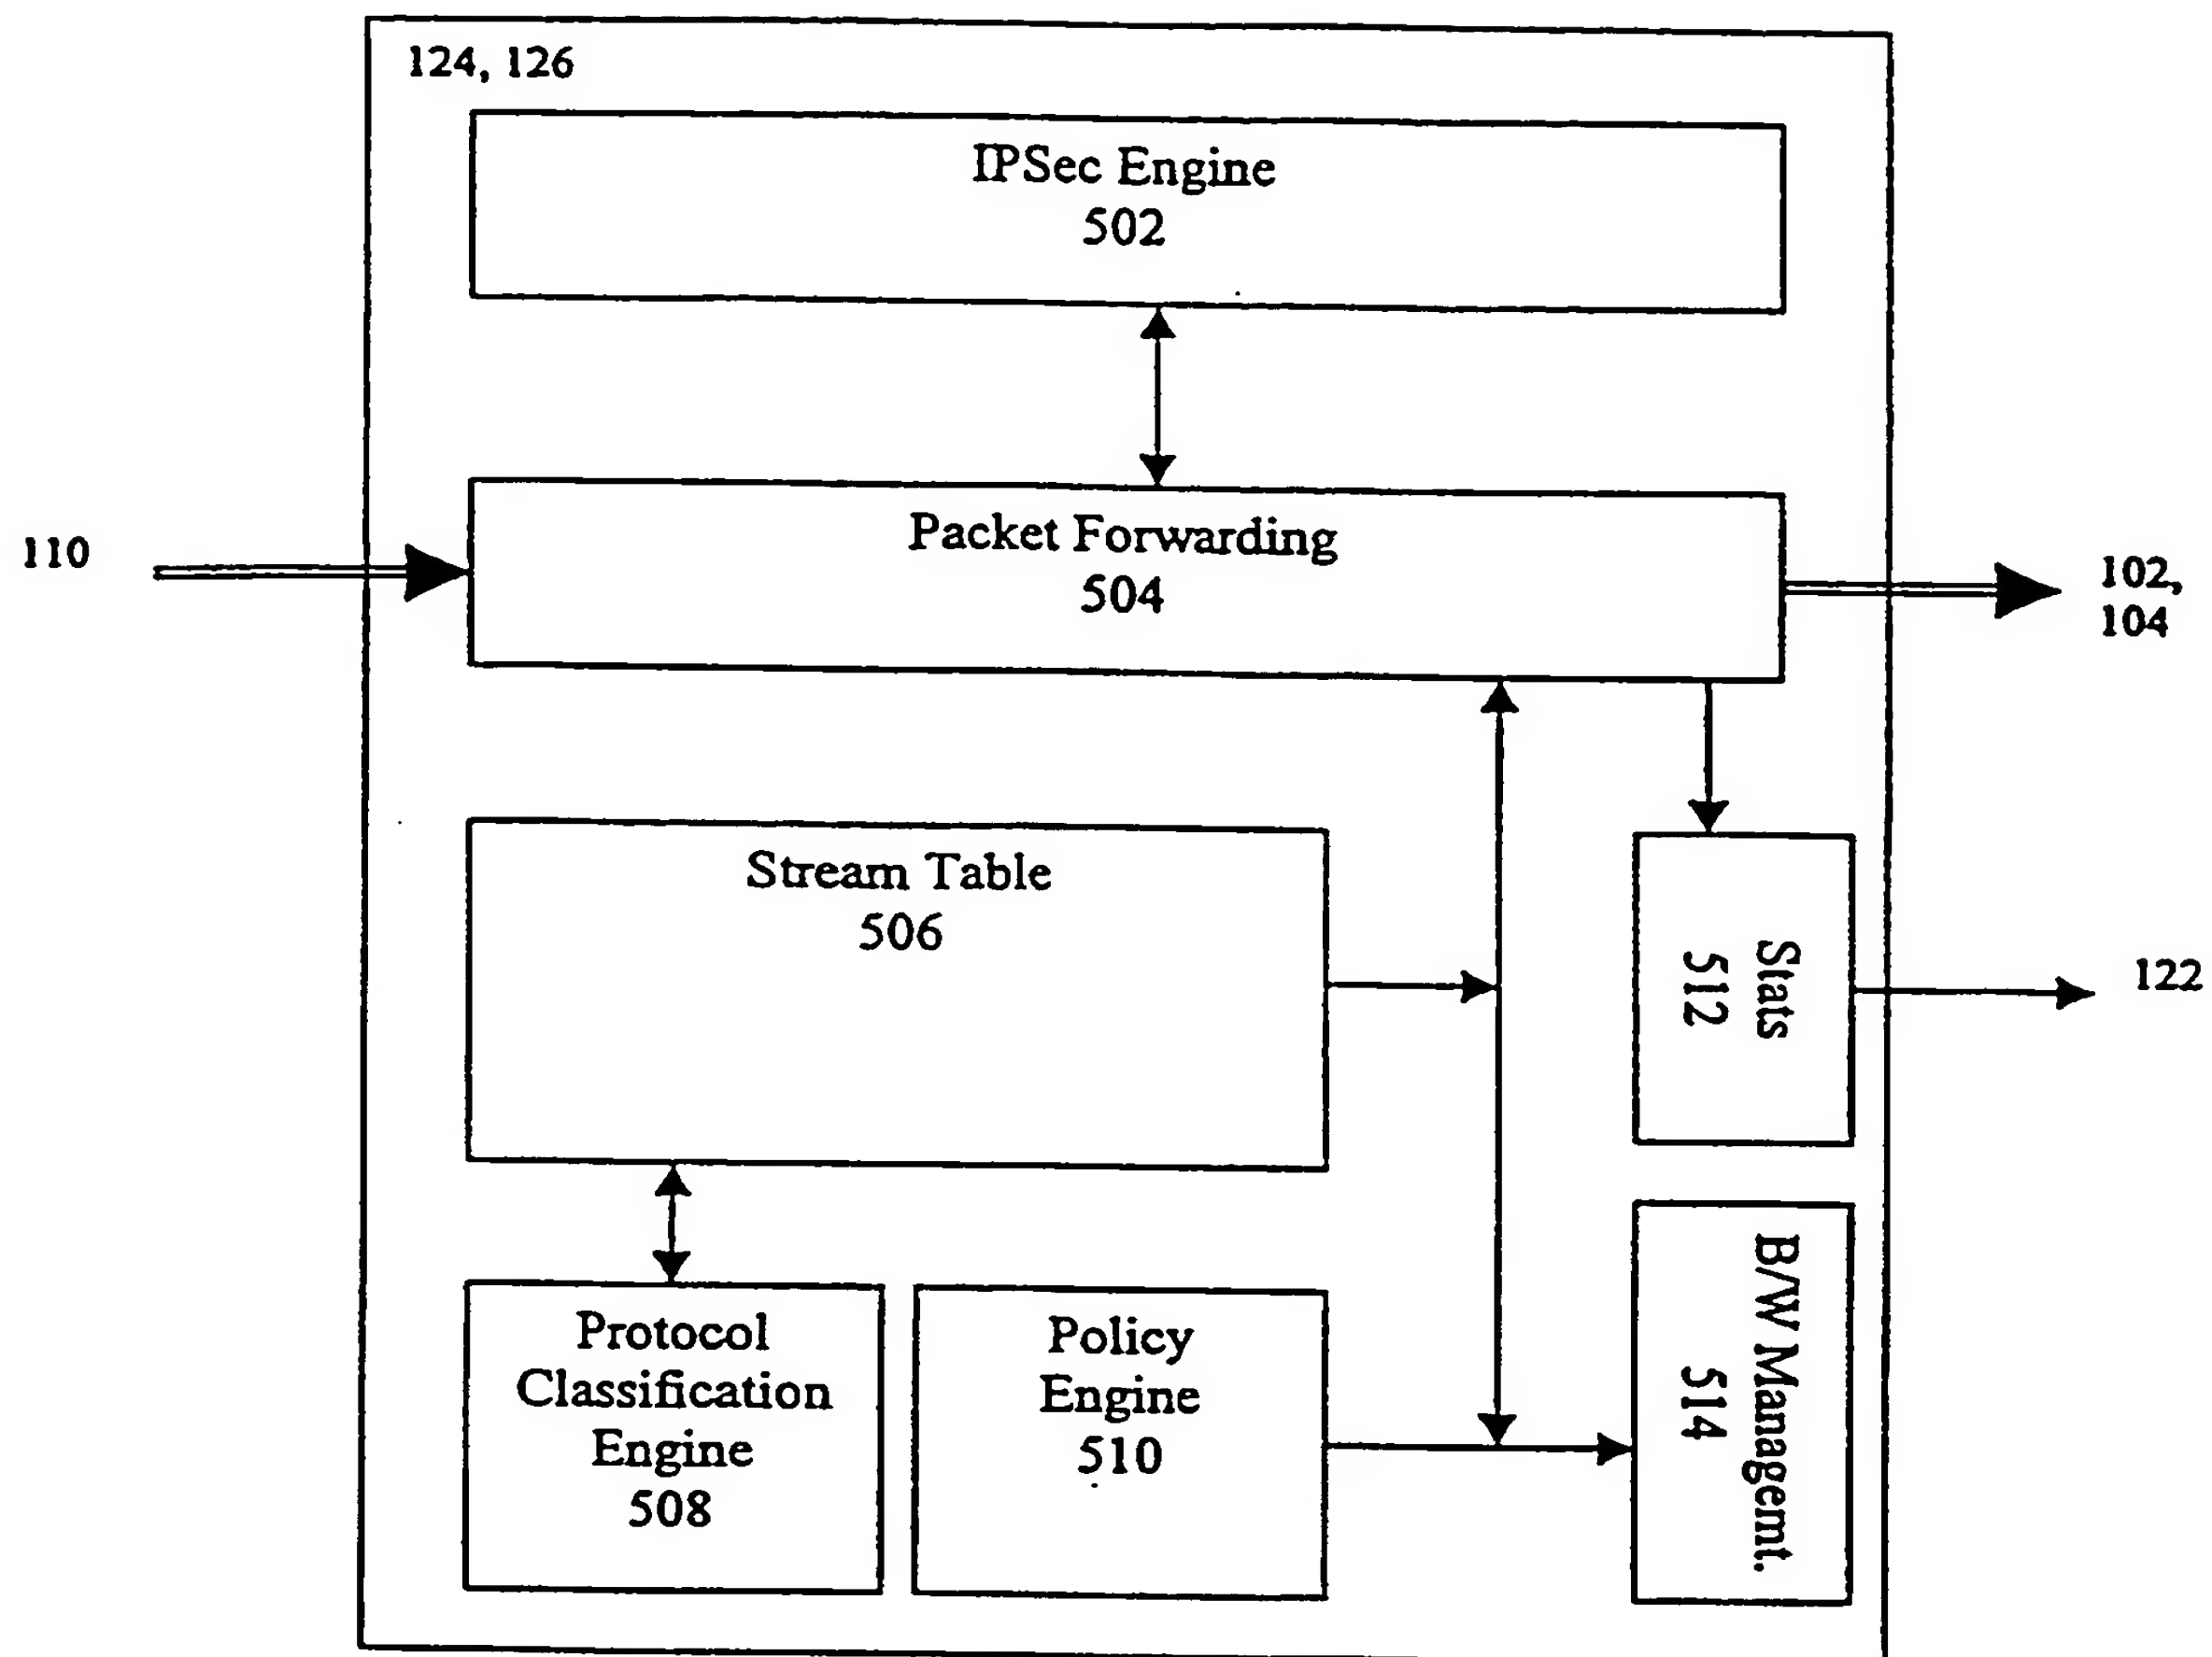 124, 126
IPSec Engine
502
Packet Forwarding
504
110
102,
104
Stream Table
506
Stats
512
122
Protocol
Classification
Engine
508
Policy
Engine
510
B/W Managemt.
514